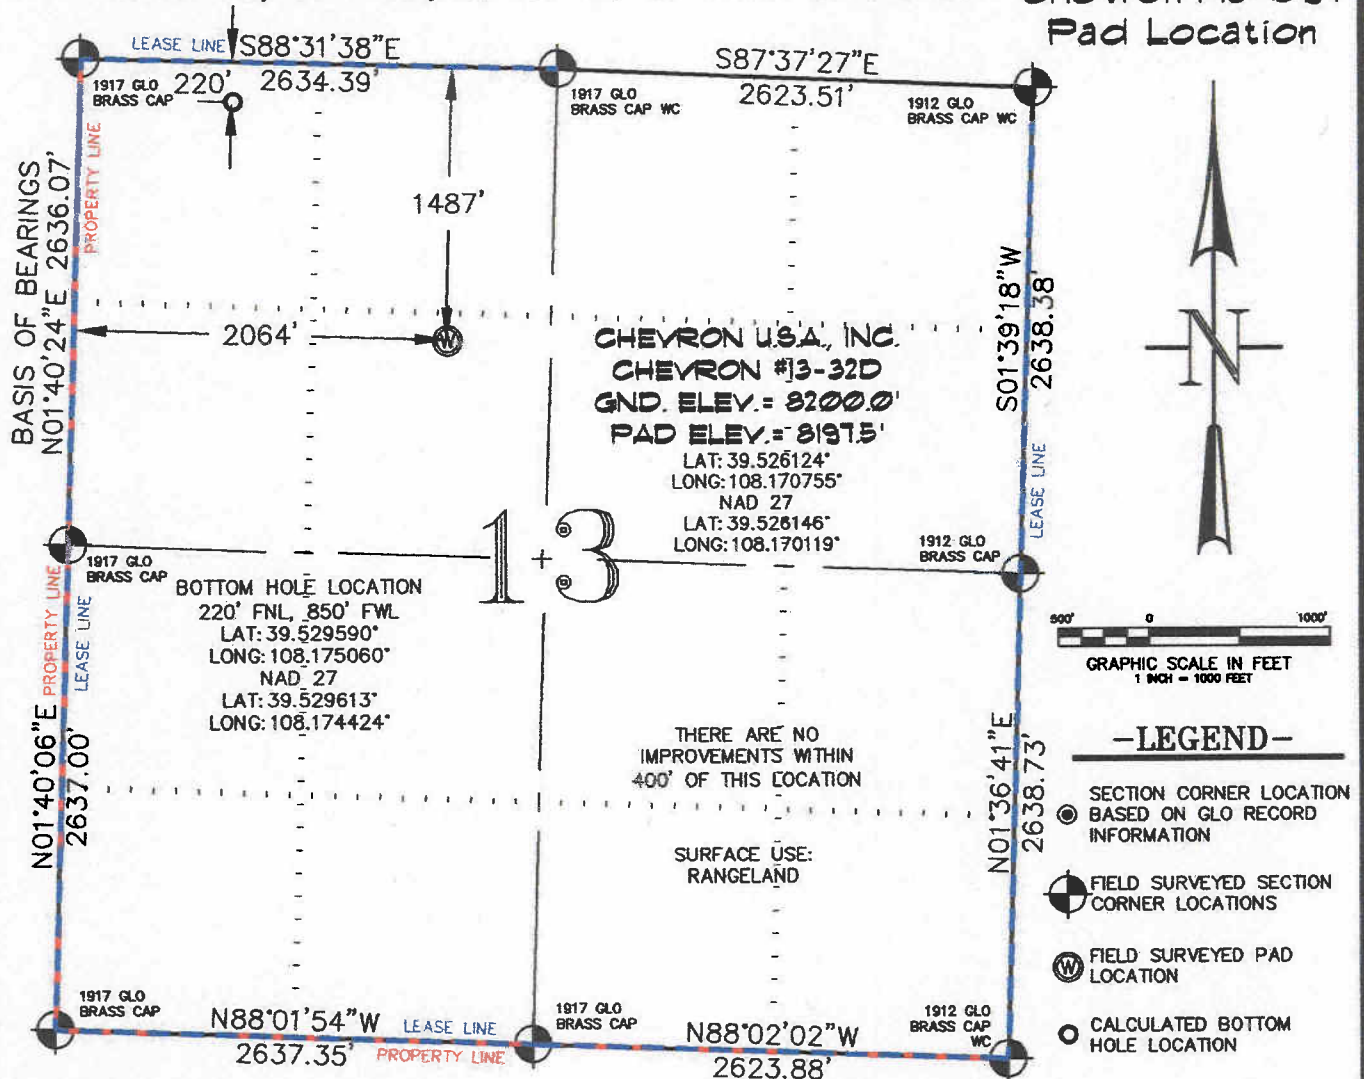 Pad Location
LEASE LINE
S88°31'38"E
2634.39'
S87°37'27"E
2623.51'
1917 GLO
BRASS CAP
220'
1917 GLO
BRASS CAP WC
1912 GLO
BRASS CAP WC
PROPERTY LINE
BASIS OF BEARINGS
N01°40'24"E 2636.07'
1487'
2064'
W
CHEVRON U.S.A., INC.
CHEVRON #13-32D
GND. ELEV.= 8200.0'
PAD ELEV.= 8197.5'
LAT: 39.526124°
LONG: 108.170755°
NAD 27
LAT: 39.526146°
LONG: 108.170119°
S01°39'18"W
2638.38'
LEASE LINE
N
1917 GLO
BRASS CAP
13
1912 GLO
BRASS CAP
BOTTOM HOLE LOCATION
220' FNL, 850' FWL
LAT: 39.529590°
LONG: 108.175060°
NAD 27
LAT: 39.529613°
LONG: 108.174424°
PROPERTY LINE
LEASE LINE
N01°40'06"E
2637.00'
THERE ARE NO
IMPROVEMENTS WITHIN
400' OF THIS LOCATION
SURFACE USE:
RANGELAND
N01°36'41"E
2638.73'
500' 0 1000'
GRAPHIC SCALE IN FEET
1 INCH = 1000 FEET
-LEGEND-
SECTION CORNER LOCATION
BASED ON GLO RECORD
INFORMATION
FIELD SURVEYED SECTION
CORNER LOCATIONS
W FIELD SURVEYED PAD
LOCATION
CALCULATED BOTTOM
HOLE LOCATION
1917 GLO
BRASS CAP
N88°01'54"W
2637.35'
LEASE LINE
PROPERTY LINE
1917 GLO
BRASS CAP
N88°02'02"W
2623.88'
1912 GLO
BRASS CAP
WC